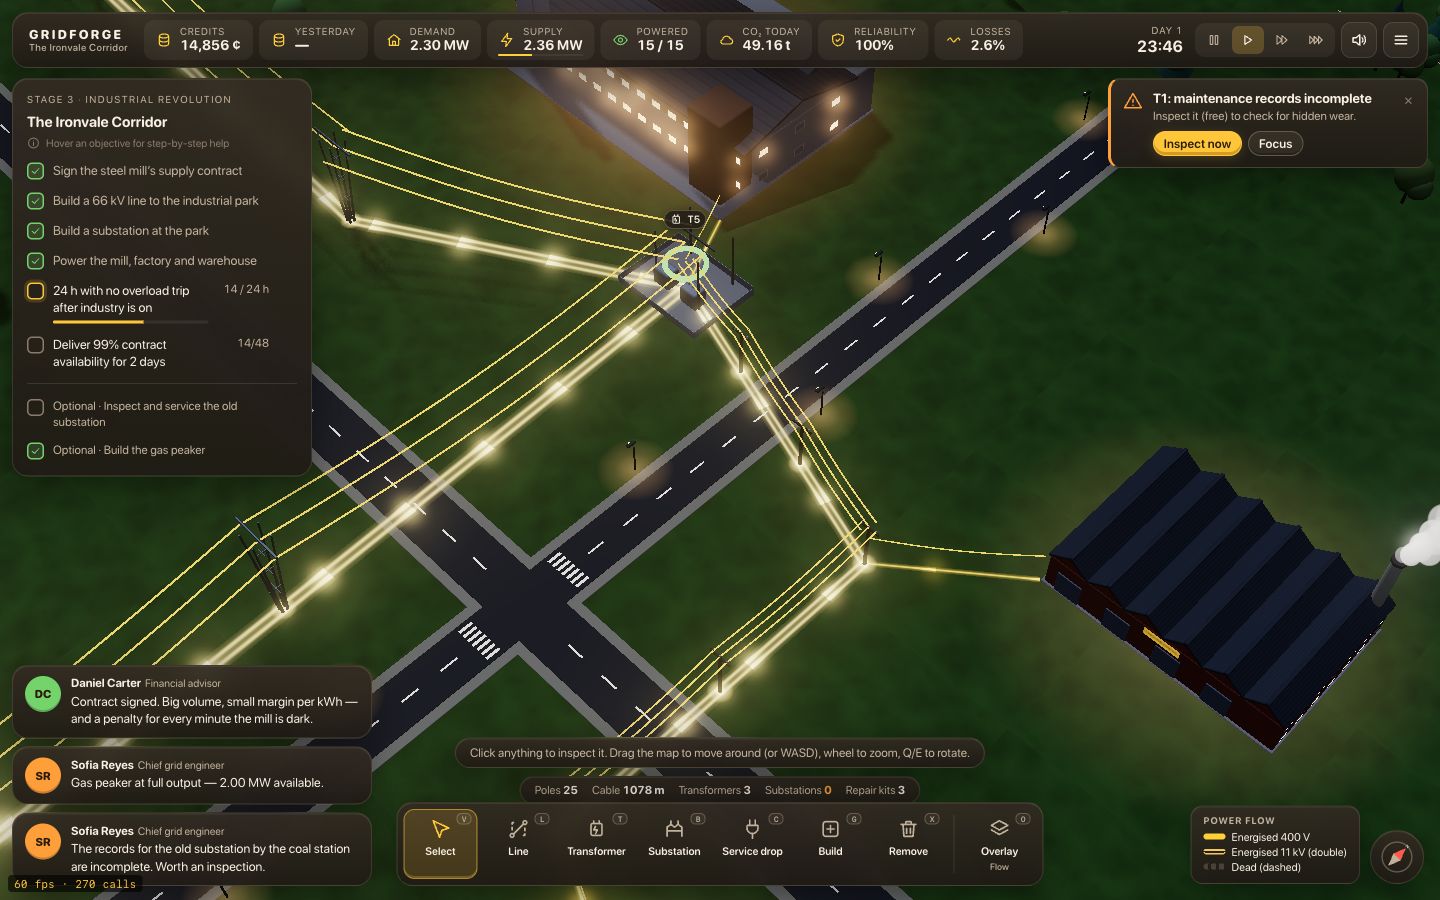 GRIDFORGE
The Ironvale Corridor
CREDITS
14,856 ¢
YESTERDAY
—
DEMAND
2.30 MW
SUPPLY
2.36 MW
POWERED
15 / 15
CO₂ TODAY
49.16 t
RELIABILITY
100%
LOSSES
2.6%
DAY 1
23:46
STAGE 3 · INDUSTRIAL REVOLUTION
The Ironvale Corridor
Hover an objective for step-by-step help
Sign the steel mill's supply contract
Build a 66 kV line to the industrial park
Build a substation at the park
Power the mill, factory and warehouse
24 h with no overload trip 14 / 24 h
after industry is on
Deliver 99% contract 14/48
availability for 2 days
Optional · Inspect and service the old
substation
Optional · Build the gas peaker
T1: maintenance records incomplete
Inspect it (free) to check for hidden wear.
Inspect now
Focus
T5
DC
Daniel Carter Financial advisor
Contract signed. Big volume, small margin per kWh —
and a penalty for every minute the mill is dark.
SR
Sofia Reyes Chief grid engineer
Gas peaker at full output — 2.00 MW available.
SR
Sofia Reyes Chief grid engineer
The records for the old substation by the coal station
are incomplete. Worth an inspection.
60 fps · 270 calls
Click anything to inspect it. Drag the map to move around (or WASD), wheel to zoom, Q/E to rotate.
Poles 25 Cable 1078 m Transformers 3 Substations 0 Repair kits 3
V
Select
L
Line
T
Transformer
B
Substation
C
Service drop
G
Build
X
Remove
O
Overlay
Flow
POWER FLOW
Energised 400 V
Energised 11 kV (double)
Dead (dashed)